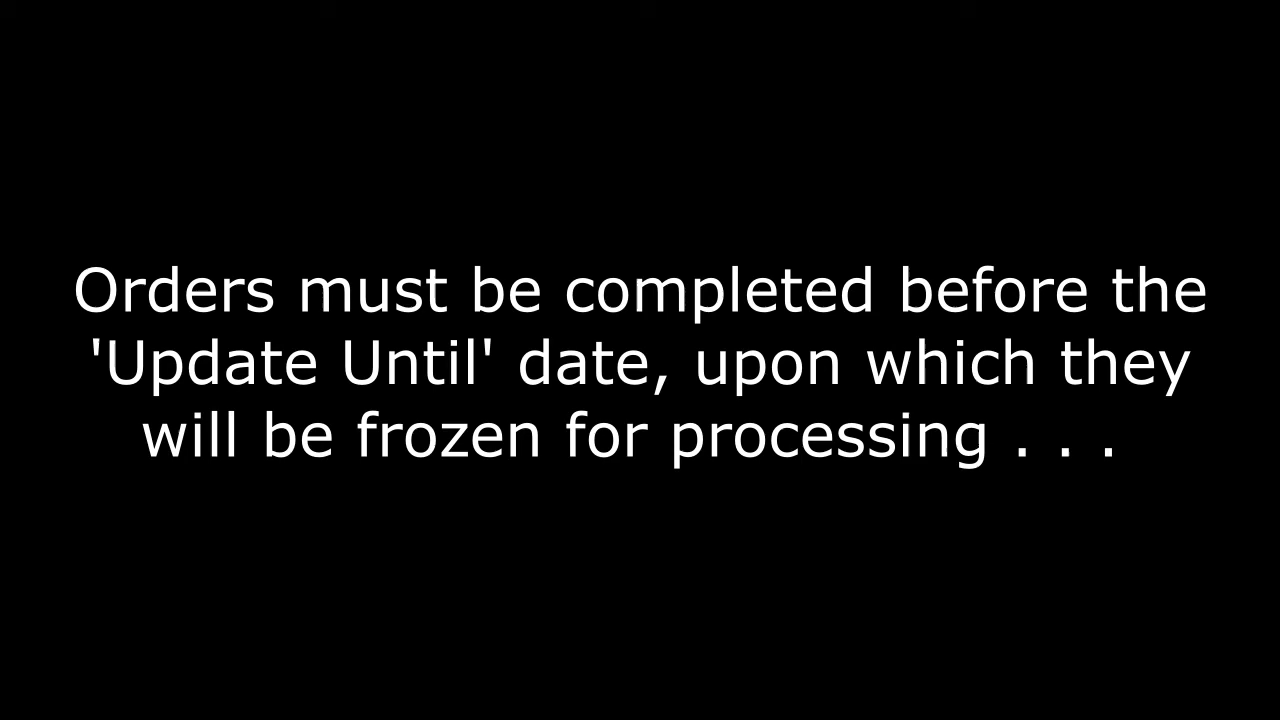 Orders must be completed before the
'Update Until' date, upon which they
will be frozen for processing . . .